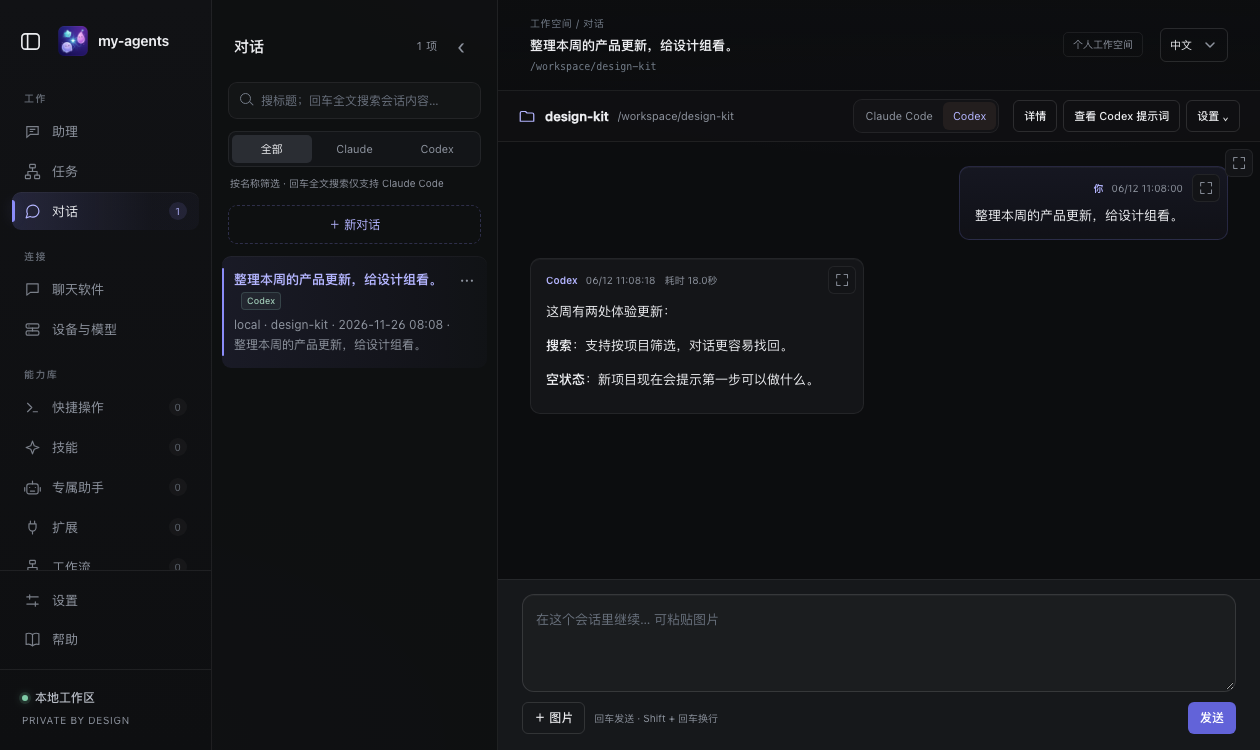 my-agents
工作
助理
任务
对话 1
连接
聊天软件
设备与模型
能力库
快捷操作 0
技能 0
专属助手 0
扩展 0
工作流 0
设置
帮助
本地工作区
PRIVATE BY DESIGN
对话 1 项
搜标题；回车全文搜索会话内容…
全部 Claude Codex
按名称筛选 · 回车全文搜索仅支持 Claude Code
+ 新对话
整理本周的产品更新，给设计组看。 ···
Codex
local · design-kit · 2026-11-26 08:08 ·
整理本周的产品更新，给设计组看。
工作空间 / 对话
整理本周的产品更新，给设计组看。
/workspace/design-kit
个人工作空间 中文
design-kit /workspace/design-kit Claude Code Codex 详情 查看 Codex 提示词 设置
你 06/12 11:08:00
整理本周的产品更新，给设计组看。
Codex 06/12 11:08:18 耗时 18.0秒
这周有两处体验更新：
搜索：支持按项目筛选，对话更容易找回。
空状态：新项目现在会提示第一步可以做什么。
在这个会话里继续… 可粘贴图片
+ 图片 回车发送 · Shift + 回车换行 发送